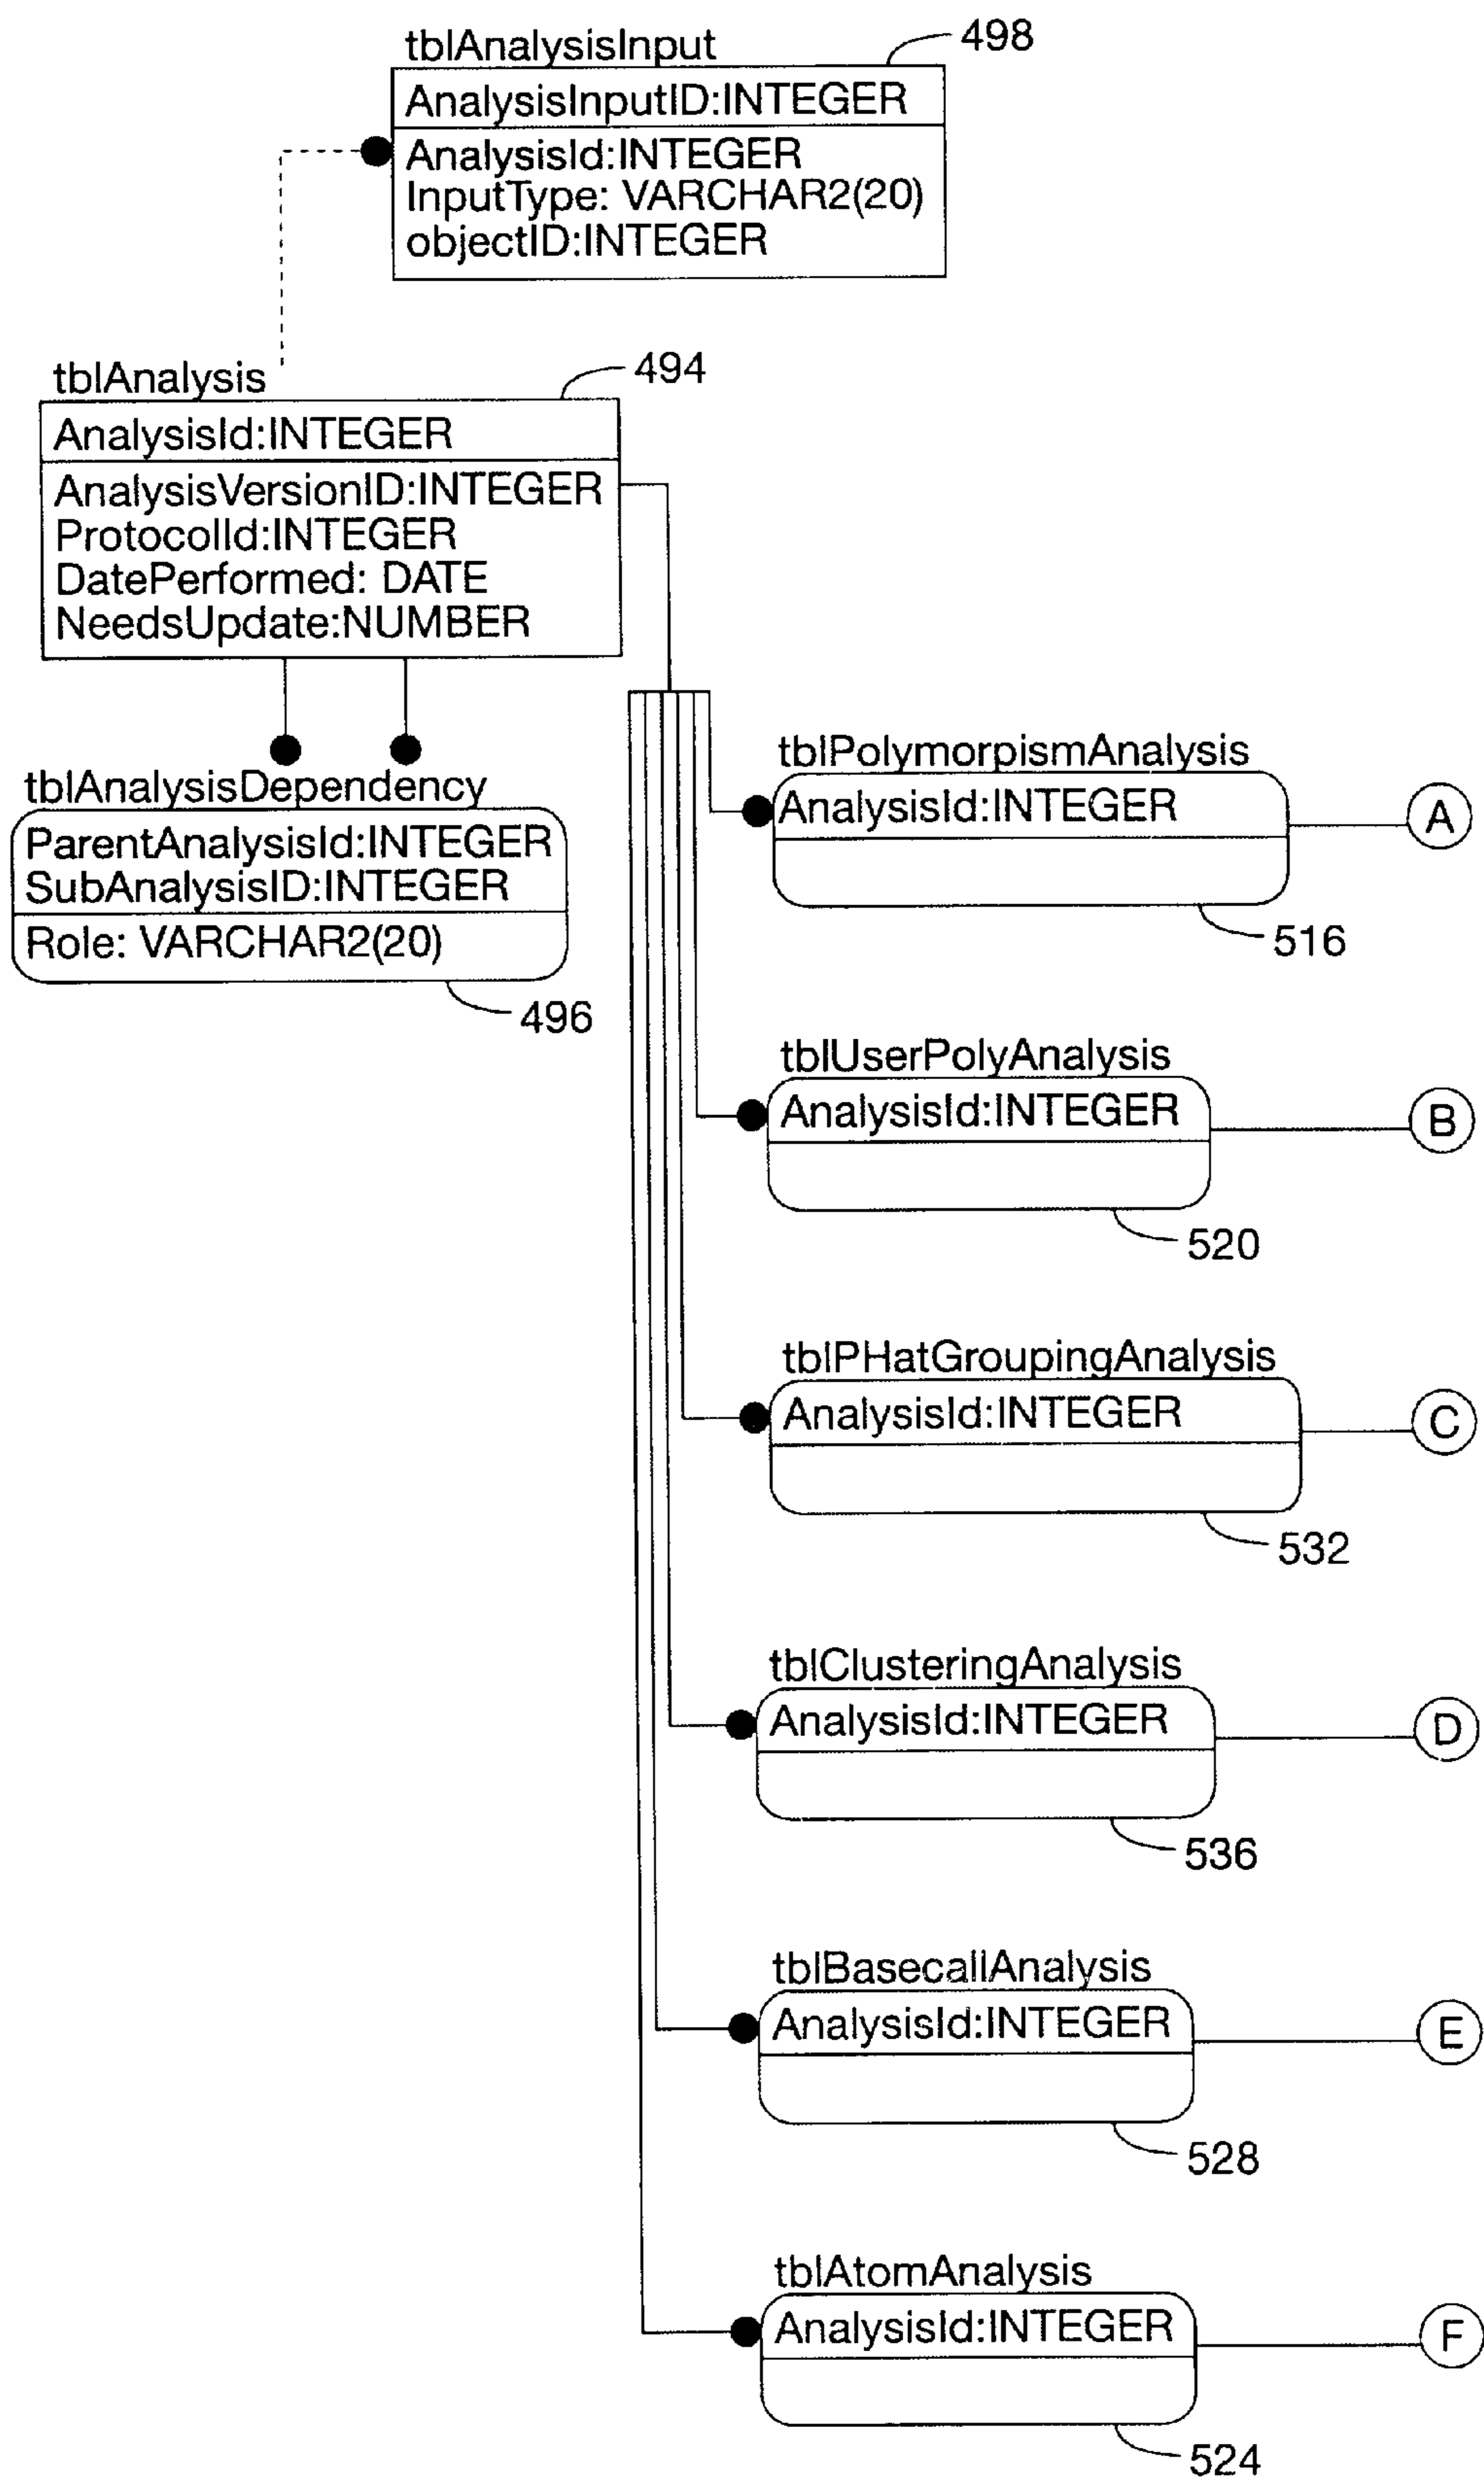 tblAnalysisInput
498
AnalysisInputID:INTEGER
AnalysisId:INTEGER
InputType: VARCHAR2(20)
objectID:INTEGER
tblAnalysis
494
AnalysisId:INTEGER
AnalysisVersionID:INTEGER
ProtocolId:INTEGER
DatePerformed: DATE
NeedsUpdate:NUMBER
tblAnalysisDependency
ParentAnalysisId:INTEGER
SubAnalysisID:INTEGER
Role: VARCHAR2(20)
496
tblPolymorpismAnalysis
AnalysisId:INTEGER
A
516
tblUserPolyAnalysis
AnalysisId:INTEGER
B
520
tblPHatGroupingAnalysis
AnalysisId:INTEGER
C
532
tblClusteringAnalysis
AnalysisId:INTEGER
D
536
tblBasecallAnalysis
AnalysisId:INTEGER
E
528
tblAtomAnalysis
AnalysisId:INTEGER
F
524